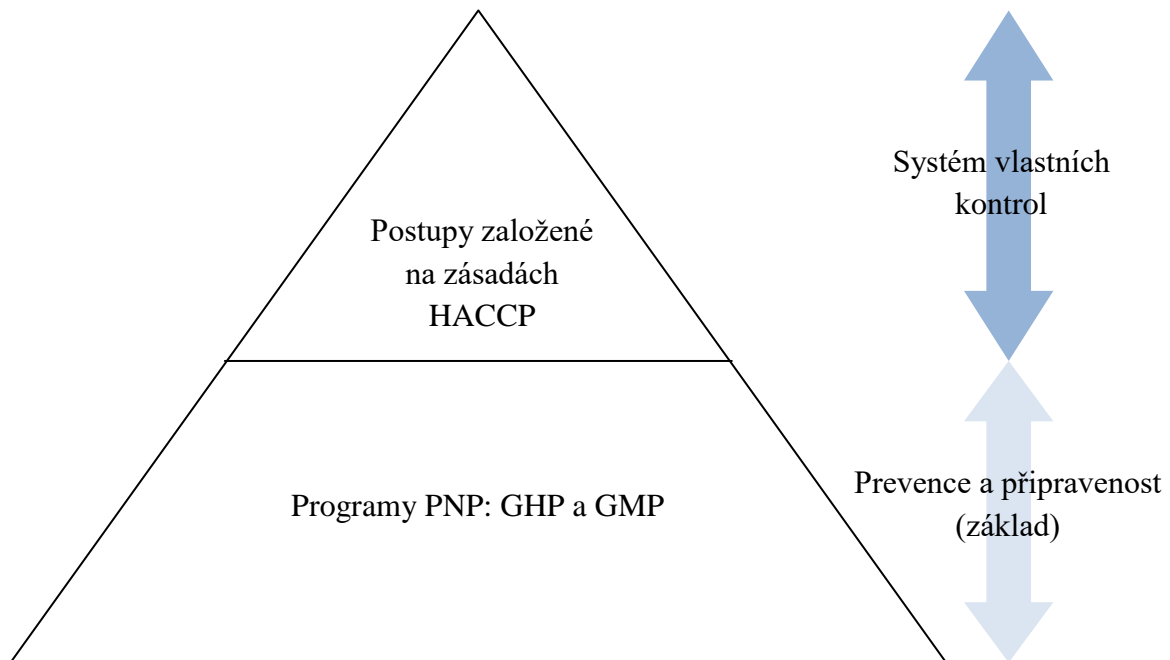 Systém vlastních
kontrol
Postupy založené
na zásadách
HACCP
Programy PNP: GHP a GMP
Prevence a připravenost
(základ)